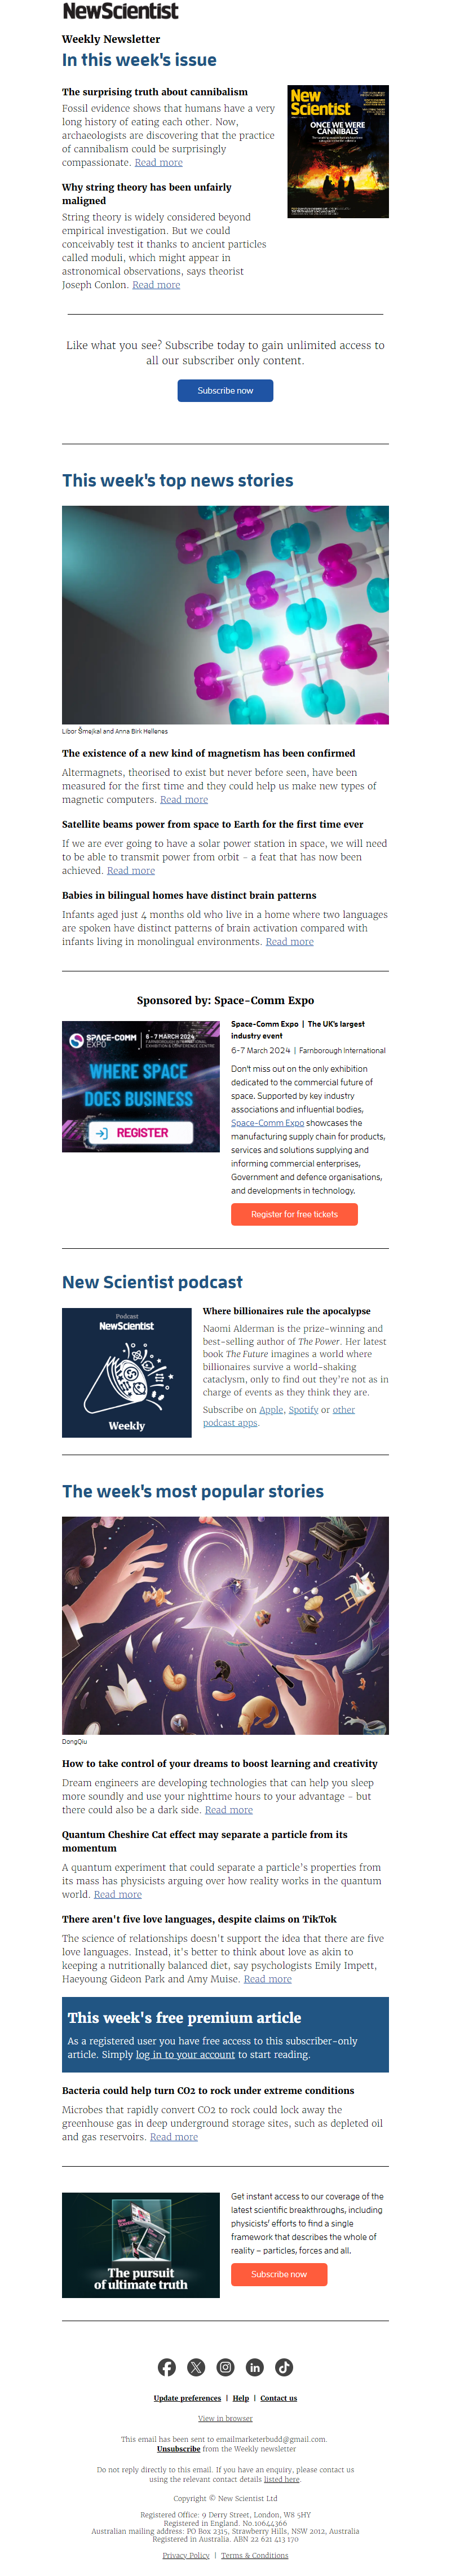 NewScientist
Weekly Newsletter
In this week's issue
The surprising truth about cannibalism
Fossil evidence shows that humans have a very
long history of eating each other. Now,
archaeologists are discovering that the practice
of cannibalism could be surprisingly
compassionate. Read more
New
Scientist
ONCE WE WERE
CANNIBALS
Why string theory has been unfairly
maligned
String theory is widely considered beyond
empirical investigation. But we could
conceivably test it thanks to ancient particles
called moduli, which might appear in
astronomical observations, says theorist
Joseph Conlon. Read more
Like what you see? Subscribe today to gain unlimited access to
all our subscriber only content.
Subscribe now
This week's top news stories
Libor Šmejkal and Anna Birk Hellenes
The existence of a new kind of magnetism has been confirmed
Altermagnets, theorised to exist but never before seen, have been
measured for the first time and they could help us make new types of
magnetic computers. Read more
Satellite beams power from space to Earth for the first time ever
If we are ever going to have a solar power station in space, we will need
to be able to transmit power from orbit - a feat that has now been
achieved. Read more
Babies in bilingual homes have distinct brain patterns
Infants aged just 4 months old who live in a home where two languages
are spoken have distinct patterns of brain activation compared with
infants living in monolingual environments. Read more
Sponsored by: Space-Comm Expo
SPACE-COMM
EXPO
6-7 MARCH 2024
WHERE SPACE
DOES BUSINESS
REGISTER
Space-Comm Expo | The UK's largest
industry event
6-7 March 2024 | Farnborough International
Don't miss out on the only exhibition
dedicated to the commercial future of
space. Supported by key industry
associations and influential bodies,
Space-Comm Expo showcases the
manufacturing supply chain for products,
services and solutions supplying and
informing commercial enterprises,
Government and defence organisations,
and developments in technology.
Register for free tickets
New Scientist podcast
Podcast
NewScientist
Weekly
Where billionaires rule the apocalypse
Naomi Alderman is the prize-winning and
best-selling author of The Power. Her latest
book The Future imagines a world where
billionaires survive a world-shaking
cataclysm, only to find out they're not as in
charge of events as they think they are.
Subscribe on Apple, Spotify or other
podcast apps.
The week's most popular stories
DongQiu
How to take control of your dreams to boost learning and creativity
Dream engineers are developing technologies that can help you sleep
more soundly and use your nighttime hours to your advantage - but
there could also be a dark side. Read more
Quantum Cheshire Cat effect may separate a particle from its
momentum
A quantum experiment that could separate a particle's properties from
its mass has physicists arguing over how reality works in the quantum
world. Read more
There aren't five love languages, despite claims on TikTok
The science of relationships doesn't support the idea that there are five
love languages. Instead, it's better to think about love as akin to
keeping a nutritionally balanced diet, say psychologists Emily Impett,
Haeyoung Gideon Park and Amy Muise. Read more
This week's free premium article
As a registered user you have free access to this subscriber-only
article. Simply log in to your account to start reading.
Bacteria could help turn CO2 to rock under extreme conditions
Microbes that rapidly convert CO2 to rock could lock away the
greenhouse gas in deep underground storage sites, such as depleted oil
and gas reservoirs. Read more
The pursuit
of ultimate truth
Get instant access to our coverage of the
latest scientific breakthroughs, including
physicists' efforts to find a single
framework that describes the whole of
reality – particles, forces and all.
Subscribe now
Update preferences | Help | Contact us
View in browser
This email has been sent to emailmarketerbudd@gmail.com.
Unsubscribe from the Weekly newsletter
Do not reply directly to this email. If you have an enquiry, please contact us
using the relevant contact details listed here.
Copyright © New Scientist Ltd
Registered Office: 9 Derry Street, London, W8 5HY
Registered in England. No.10644366
Australian mailing address: PO Box 2315, Strawberry Hills, NSW 2012, Australia
Registered in Australia. ABN 22 621 413 170
Privacy Policy | Terms & Conditions